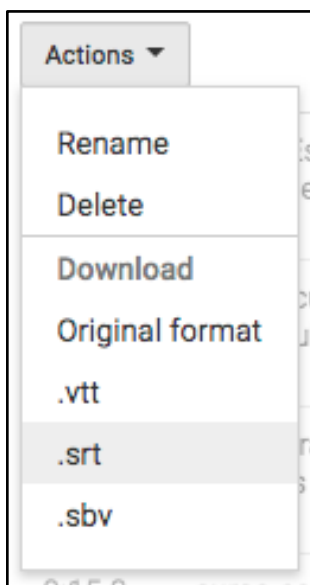 Actions
Rename
Delete
Download
Original format
.vtt
.srt
.sbv